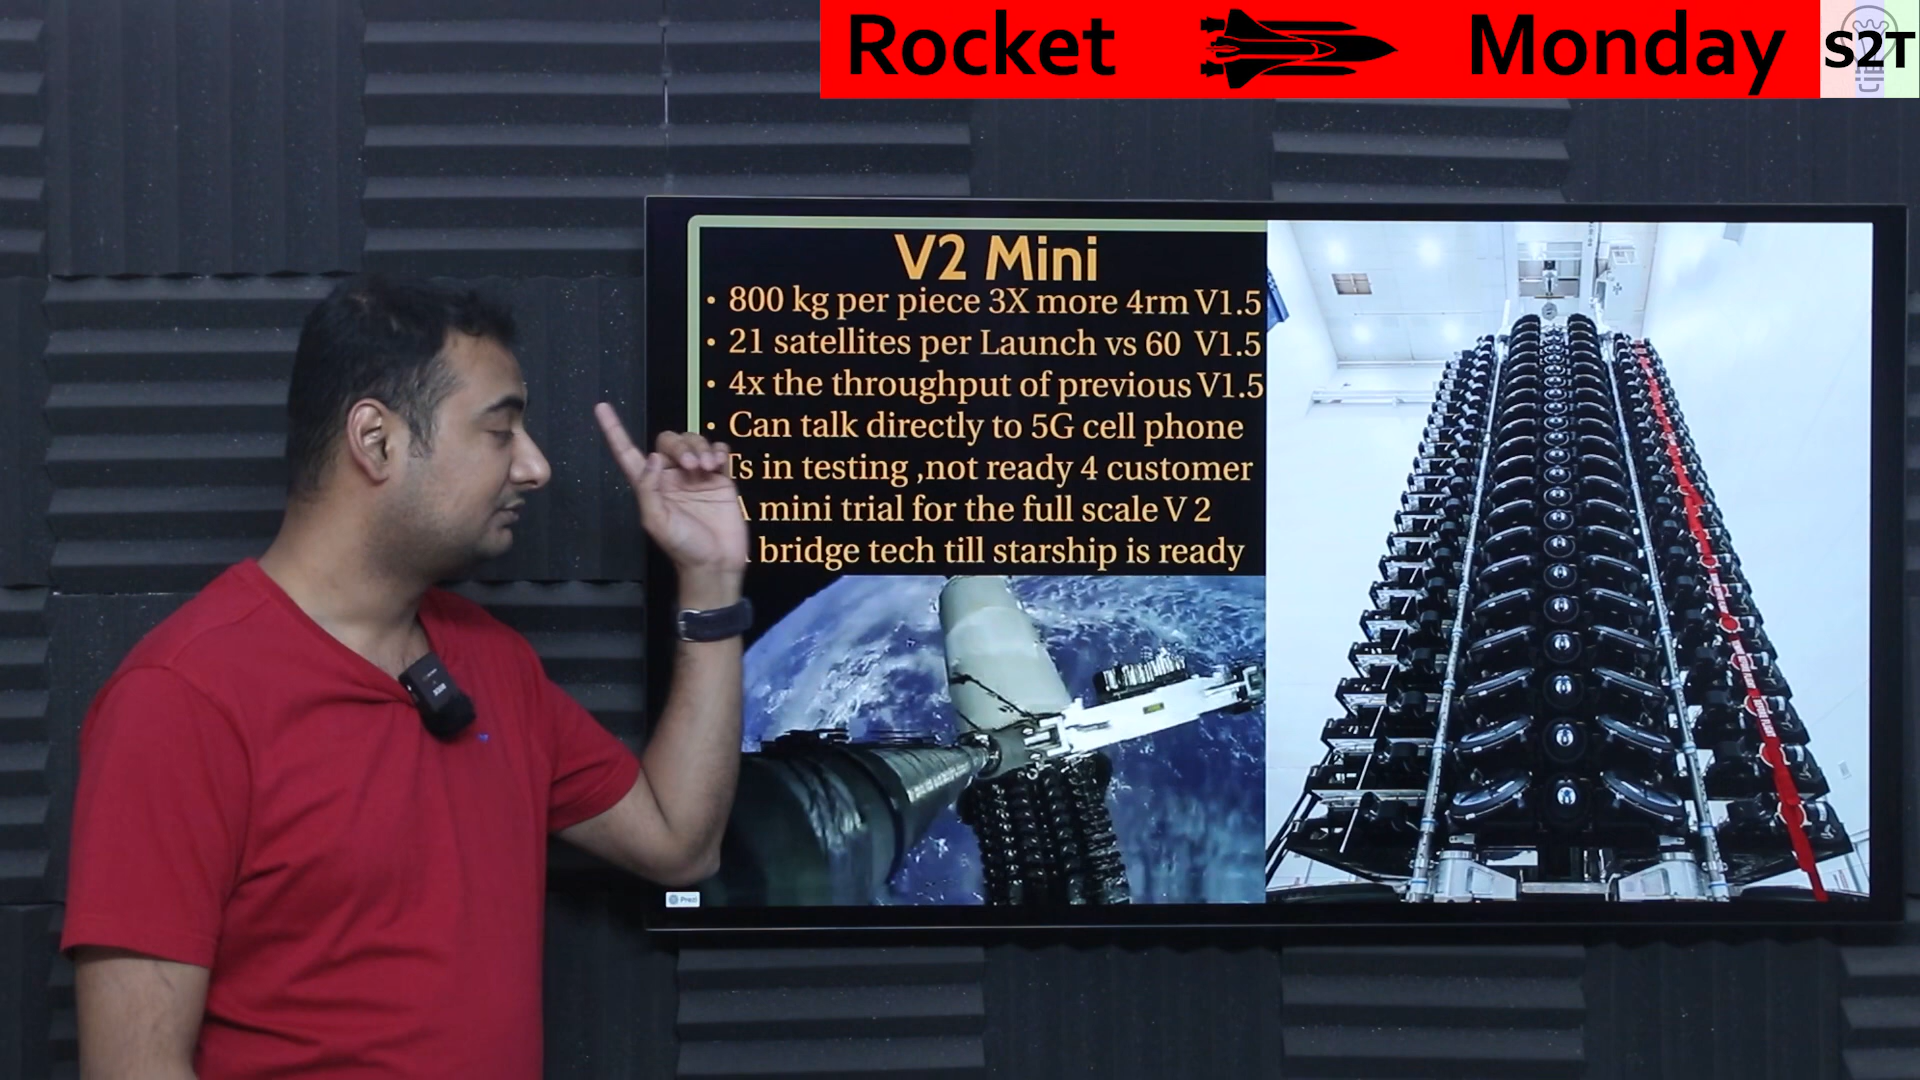 Rocket Monday S2T
V2 Mini
• 800 kg per piece 3X more 4rm V1.5
• 21 satellites per Launch vs 60 V1.5
• 4x the throughput of previous V1.5
• Can talk directly to 5G cell phone
in testing ,not ready 4 customer
mini trial for the full scale V 2
bridge tech till starship is ready
Prezi